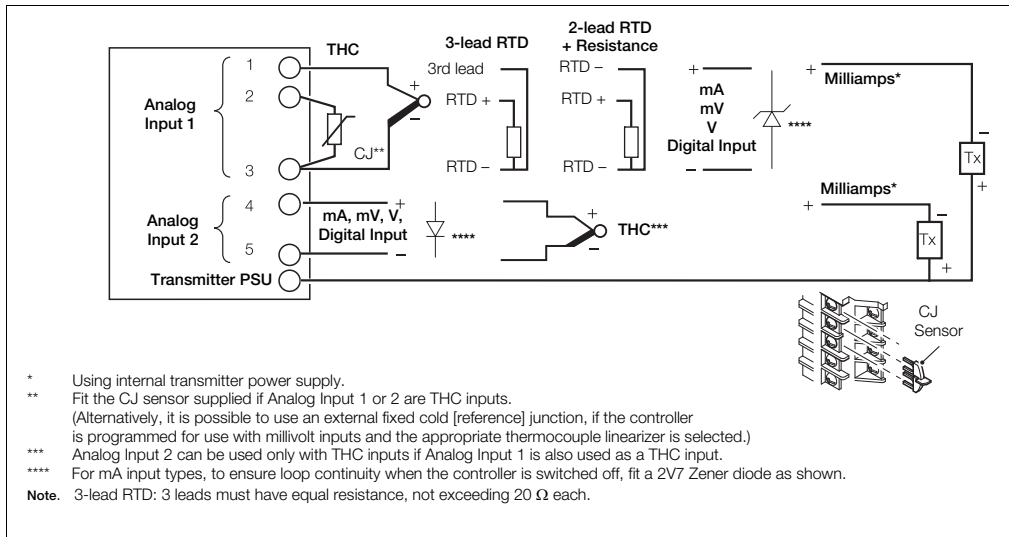 THC
3-lead RTD
2-lead RTD
+ Resistance
Analog
Input 1
1
2
3
CJ**
+
–
3rd lead
RTD +
RTD –
RTD –
RTD +
RTD –
+
mA
mV
V
Digital Input
–
****
+
Milliamps*
–
Tx
+
Analog
Input 2
4
5
+
mA, mV, V,
Digital Input
–
****
+
–
THC***
+
Milliamps*
–
Tx
+
Transmitter PSU
CJ
Sensor
* Using internal transmitter power supply.
** Fit the CJ sensor supplied if Analog Input 1 or 2 are THC inputs.
(Alternatively, it is possible to use an external fixed cold [reference] junction, if the controller
is programmed for use with millivolt inputs and the appropriate thermocouple linearizer is selected.)
*** Analog Input 2 can be used only with THC inputs if Analog Input 1 is also used as a THC input.
**** For mA input types, to ensure loop continuity when the controller is switched off, fit a 2V7 Zener diode as shown.
Note. 3-lead RTD: 3 leads must have equal resistance, not exceeding 20 Ω each.